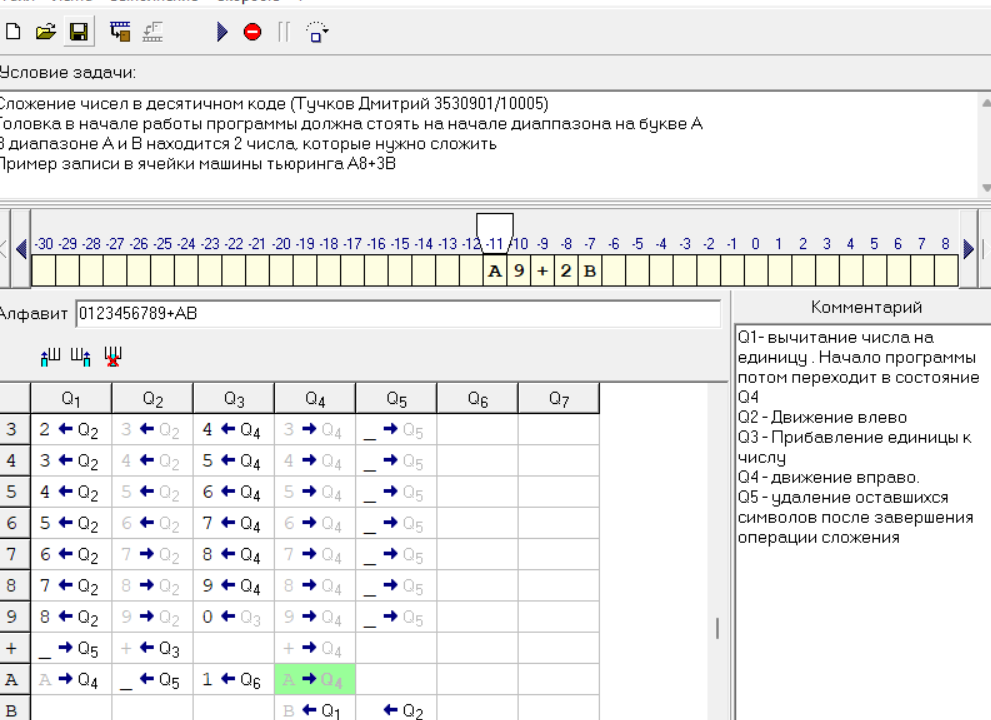 Условие задачи:
Сложение чисел в десятичном коде (Тучков Дмитрий 3530901/10005)
Головка в начале работы программы должна стоять на начале диаппазона на букве А
В диапазоне А и В находится 2 числа, которые нужно сложить
Пример записи в ячейки машины тьюринга A8+3B
-30 -29 -28 -27 -26 -25 -24 -23 -22 -21 -20 -19 -18 -17 -16 -15 -14 -13 -12 -11 -10 -9 -8 -7 -6 -5 -4 -3 -2 -1 0 1 2 3 4 5 6 7 8
A 9 + 2 B
Алфавит 0123456789+AB
Q1 Q2 Q3 Q4 Q5 Q6 Q7
3 2 ← Q2 3 ← Q2 4 ← Q4 3 → Q4 _ → Q5
4 3 ← Q2 4 ← Q2 5 ← Q4 4 → Q4 _ → Q5
5 4 ← Q2 5 ← Q2 6 ← Q4 5 → Q4 _ → Q5
6 5 ← Q2 6 ← Q2 7 ← Q4 6 → Q4 _ → Q5
7 6 ← Q2 7 → Q2 8 ← Q4 7 → Q4 _ → Q5
8 7 ← Q2 8 → Q2 9 ← Q4 8 → Q4 _ → Q5
9 8 ← Q2 9 → Q2 0 ← Q3 9 → Q4 _ → Q5
+ _ → Q5 + ← Q3 + → Q4
A A → Q4 _ ← Q5 1 ← Q6 A → Q4
B B ← Q1 ← Q2
Комментарий
Q1- вычитание числа на
единицу . Начало программы
потом переходит в состояние
Q4
Q2 - Движение влево
Q3 - Прибавление единицы к
числу
Q4 - движение вправо.
Q5 - удаление оставшихся
символов после завершения
операции сложения